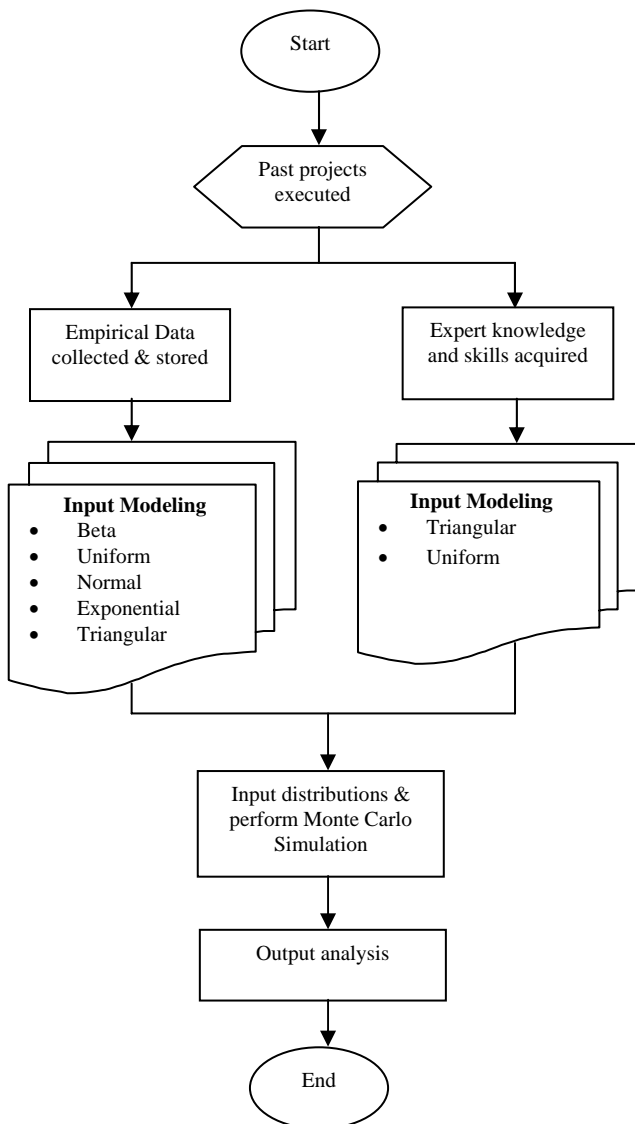 Start
Past projects
executed
Empirical Data
collected & stored
Expert knowledge
and skills acquired
Input Modeling
• Beta
• Uniform
• Normal
• Exponential
• Triangular
Input Modeling
• Triangular
• Uniform
Input distributions &
perform Monte Carlo
Simulation
Output analysis
End